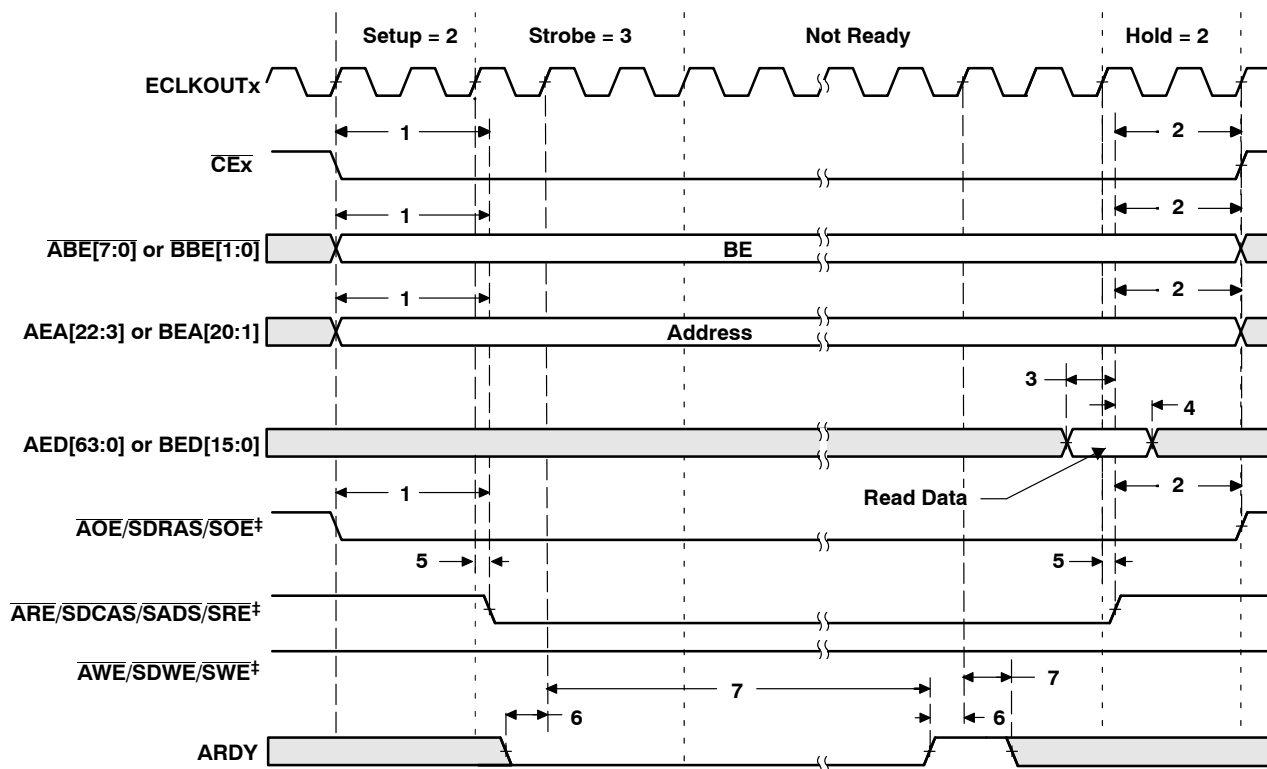 Setup = 2 Strobe = 3 Not Ready Hold = 2
ECLKOUTx
1 2
CEx
1 2
ABE[7:0] or BBE[1:0] BE
1 2
AEA[22:3] or BEA[20:1] Address
3
4
AED[63:0] or BED[15:0]
1 Read Data 2
AOE/SDRAS/SOE‡
5 5
ARE/SDCAS/SADS/SRE‡
AWE/SDWE/SWE‡
7 7
6 6
ARDY